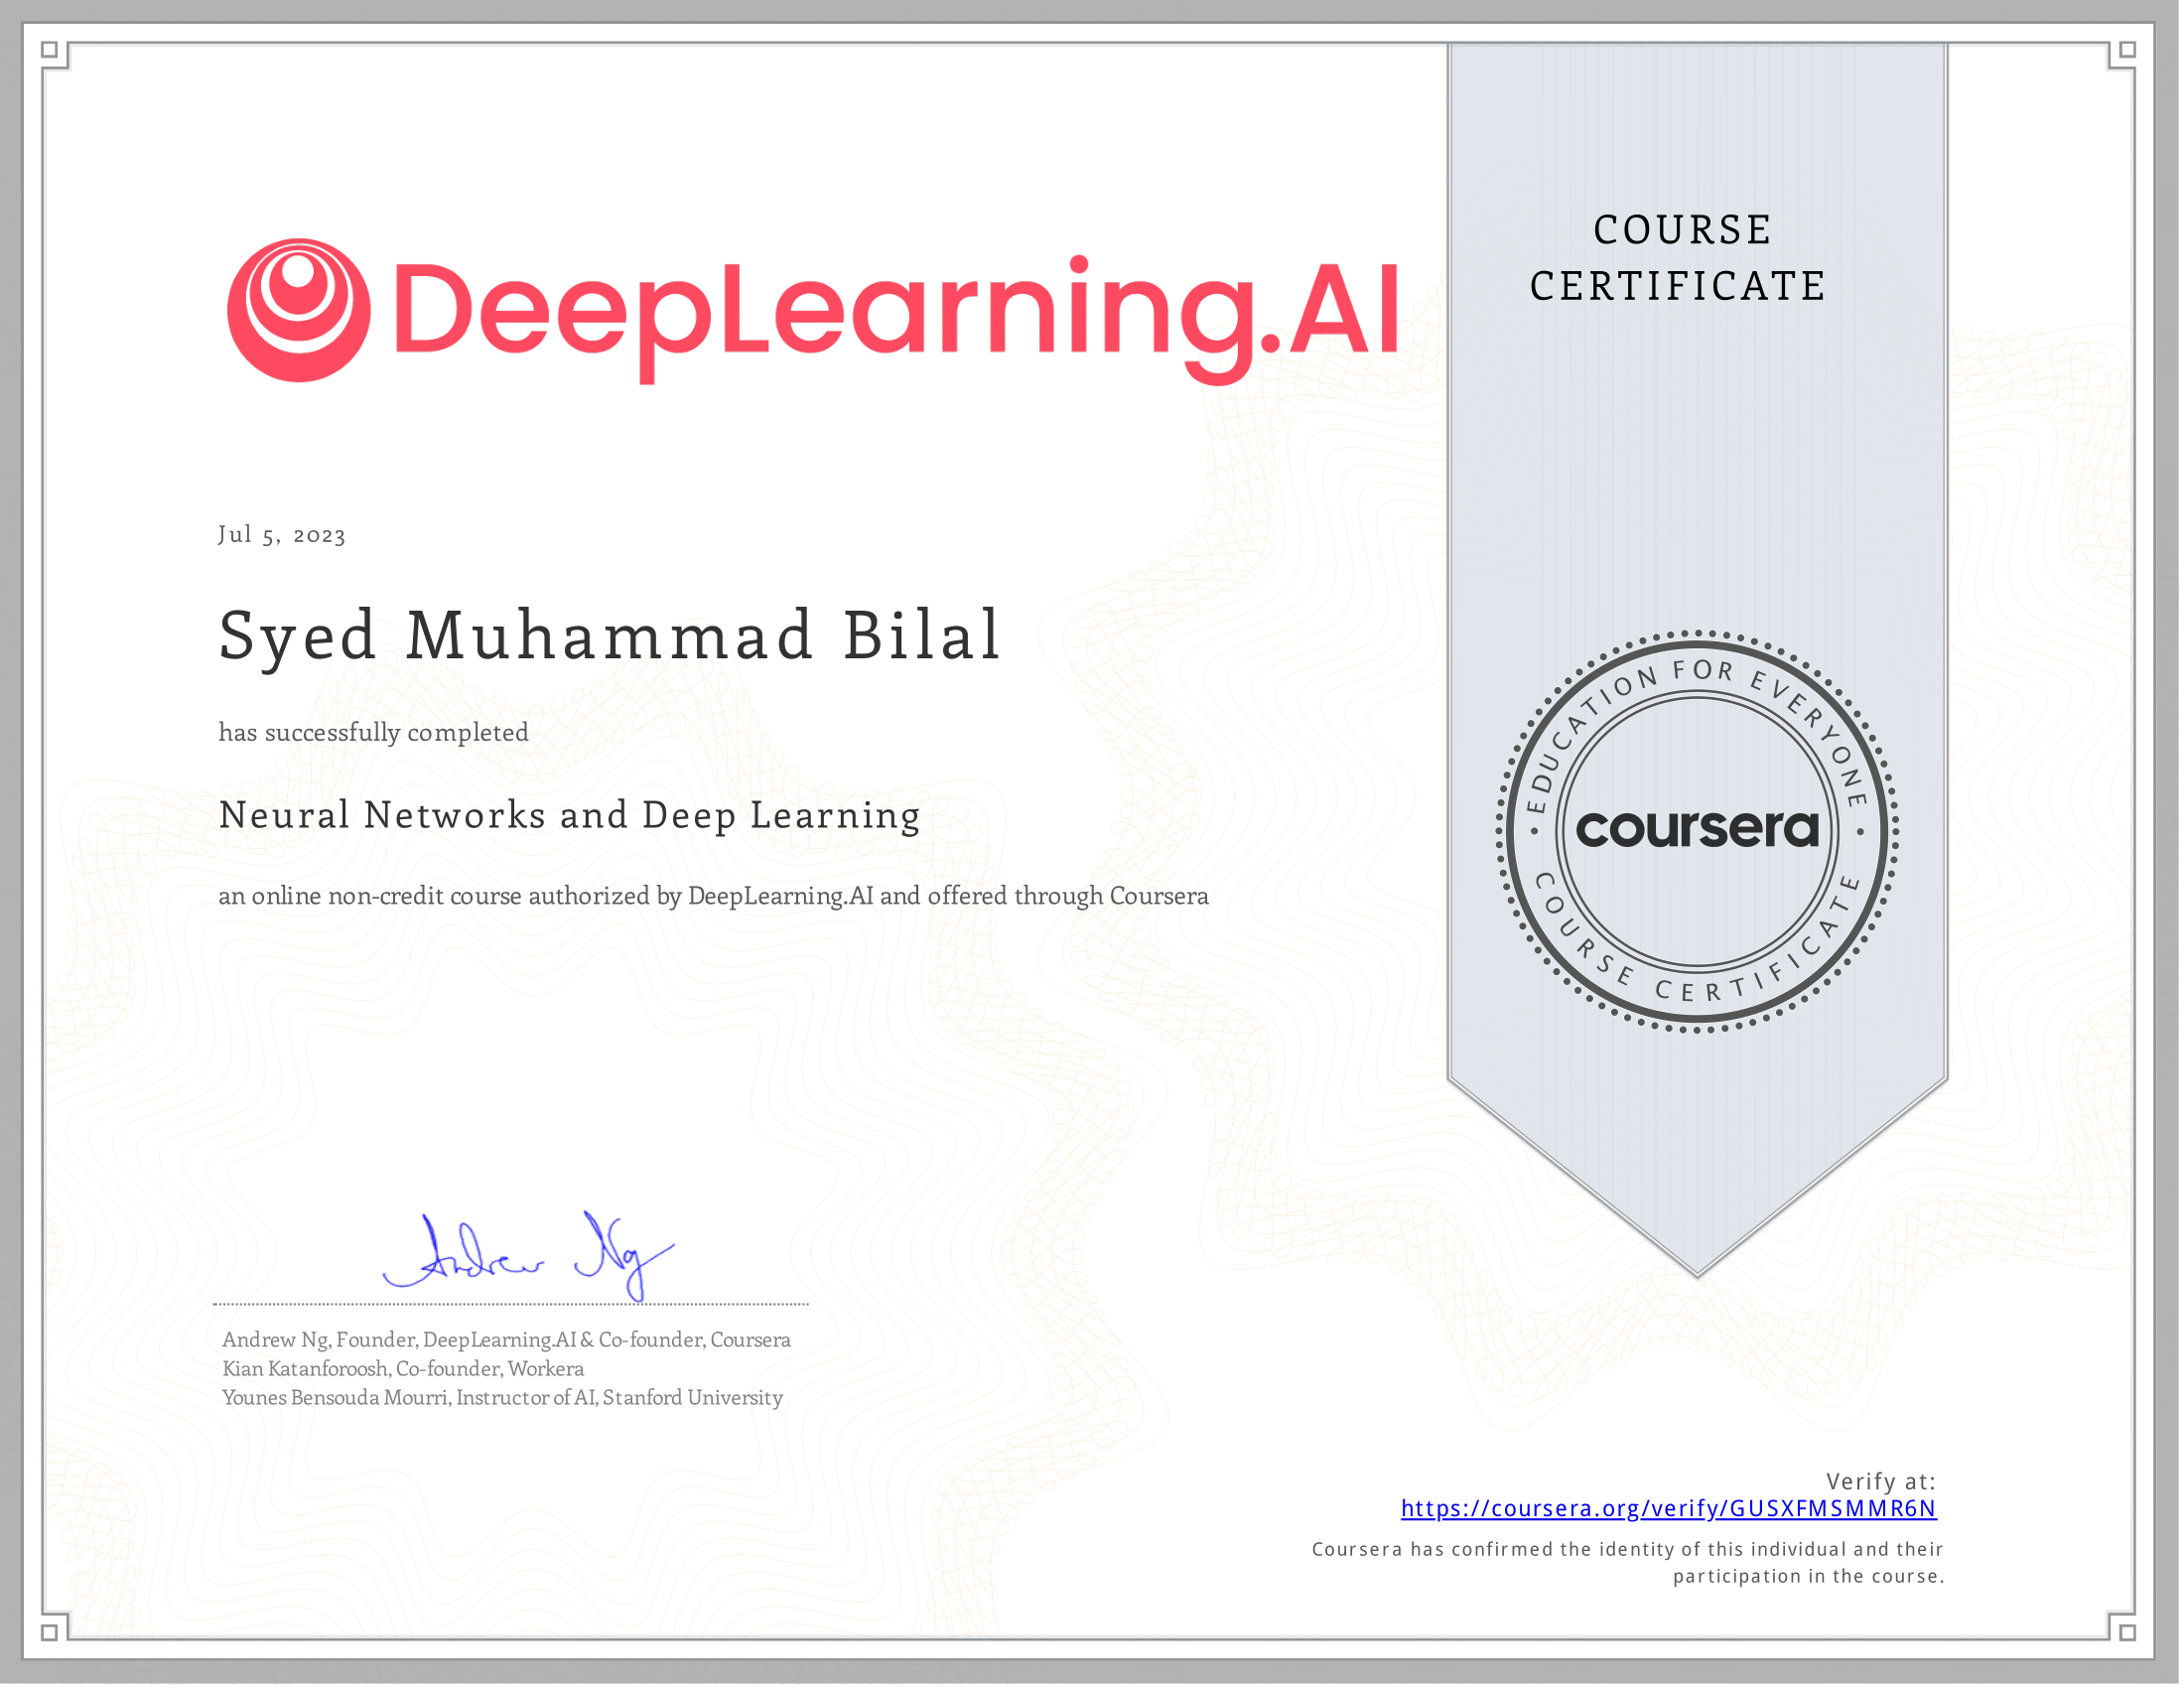 DeepLearning.AI
COURSE
CERTIFICATE
Jul 5, 2023
Syed Muhammad Bilal
has successfully completed
Neural Networks and Deep Learning
an online non-credit course authorized by DeepLearning.AI and offered through Coursera
EDUCATION FOR EVERYONE
coursera
COURSE CERTIFICATE
Andrew Ng
Andrew Ng, Founder, DeepLearning.AI & Co-founder, Coursera
Kian Katanforoosh, Co-founder, Workera
Younes Bensouda Mourri, Instructor of AI, Stanford University
Verify at:
https://coursera.org/verify/GUSXFMSMMR6N
Coursera has confirmed the identity of this individual and their
participation in the course.